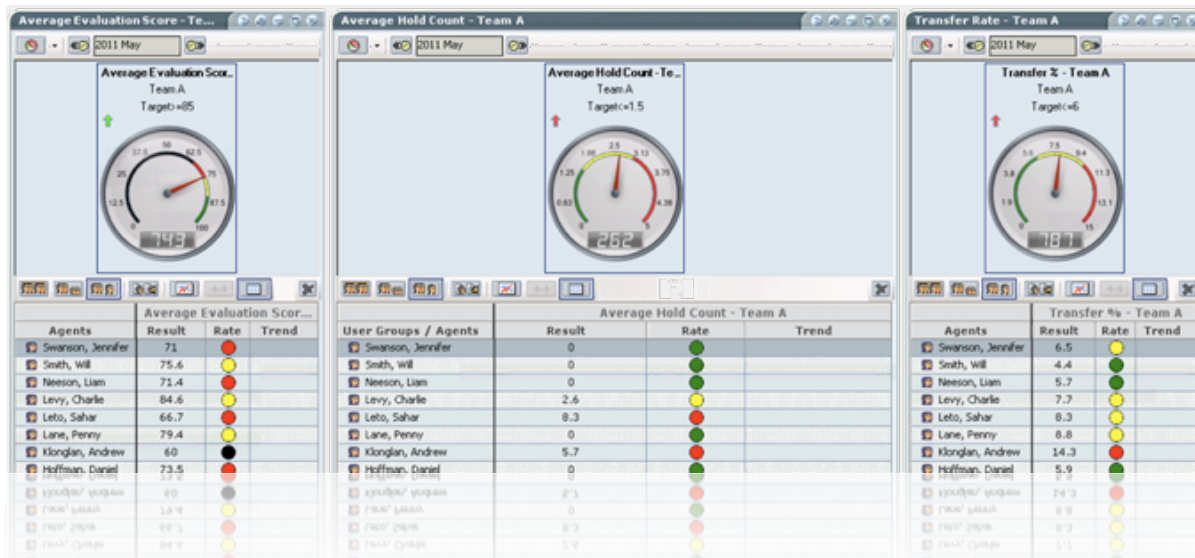 Average Evaluation Score - Te...
2011 May
Average Evaluation Scor...
Team A
Target>=85
37.5 50 62.5
25 75
12.5 87.5
0 100
743
Average Evaluation Scor...
Agents Result Rate Trend
Swanson, Jennifer 71
Smith, Will 75.6
Neeson, Liam 71.4
Levy, Charlie 84.6
Leto, Sahar 66.7
Lane, Penny 79.4
Klonglan, Andrew 60
Hoffman, Daniel 73.5
Average Hold Count - Team A
2011 May
Average Hold Count - Te...
Team A
Target<=1.5
1.88 2.5 3.13
1.25 3.75
0.63 4.38
0 5
262
Average Hold Count - Team A
User Groups / Agents Result Rate Trend
Swanson, Jennifer 0
Smith, Will 0
Neeson, Liam 0
Levy, Charlie 2.6
Leto, Sahar 8.3
Lane, Penny 0
Klonglan, Andrew 5.7
Hoffman, Daniel 0
Transfer Rate - Team A
2011 May
Transfer % - Team A
Team A
Target<=6
5.6 7.5 9.4
3.8 11.3
1.9 13.1
0 15
787
Transfer % - Team A
Agents Result Rate Trend
Swanson, Jennifer 6.5
Smith, Will 4.4
Neeson, Liam 5.7
Levy, Charlie 7.7
Leto, Sahar 8.3
Lane, Penny 8.8
Klonglan, Andrew 14.3
Hoffman, Daniel 5.9